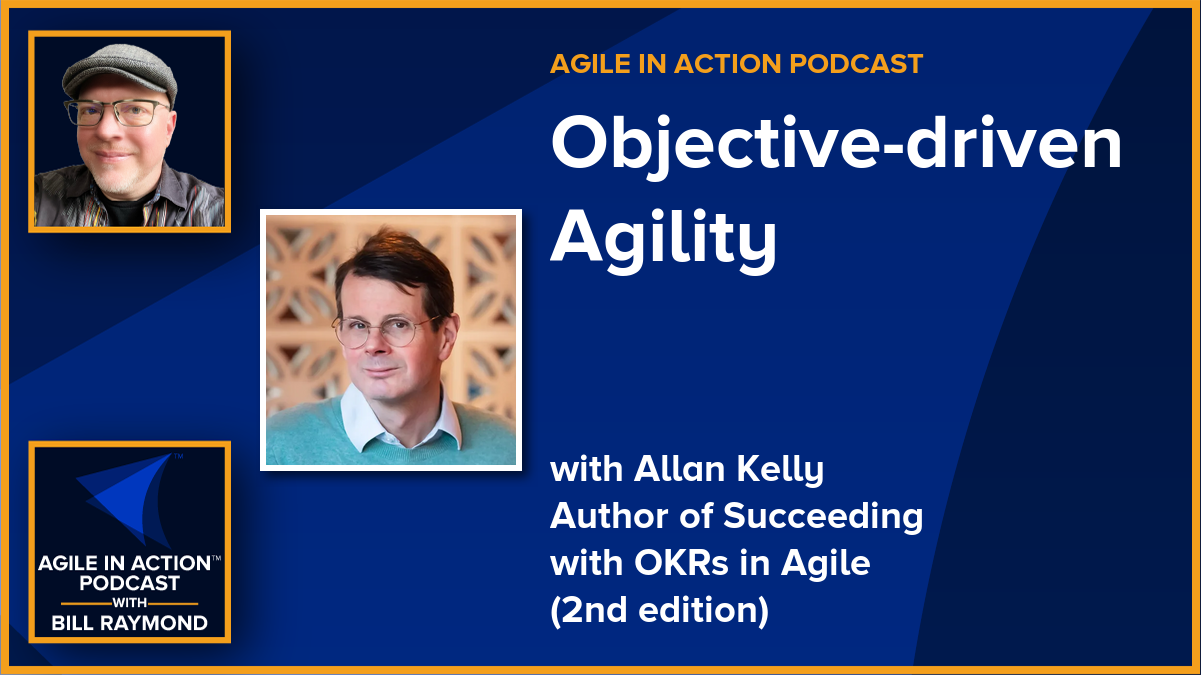 AGILE IN ACTION PODCAST
Objective-driven
Agility
with Allan Kelly
Author of Succeeding
with OKRs in Agile
(2nd edition)
TM
AGILE IN ACTION™
PODCAST
WITH
BILL RAYMOND